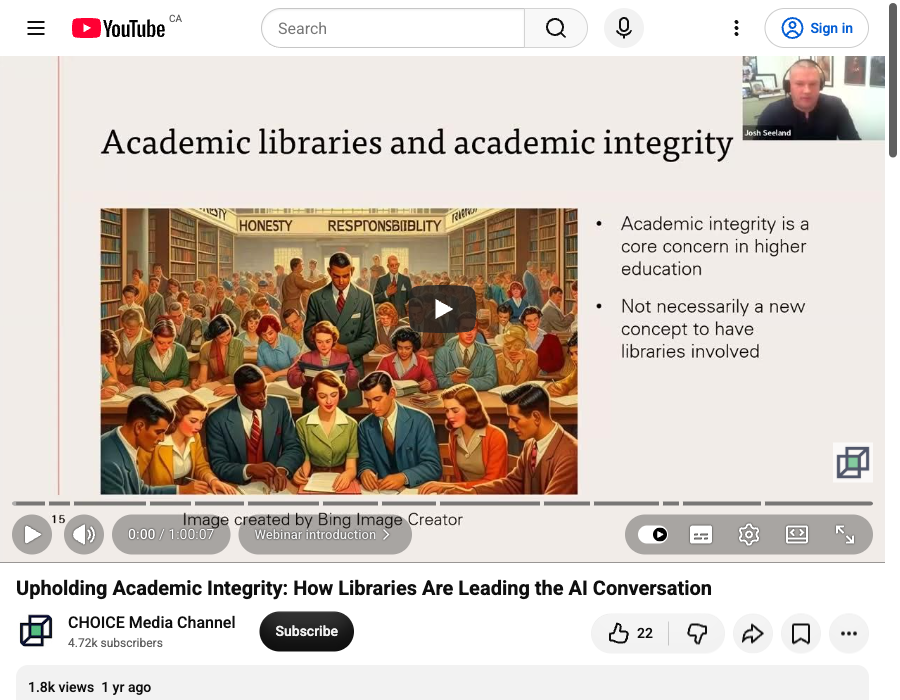 YouTube CA
Search
Sign in
Josh Seeland
Academic libraries and academic integrity
HONESTY RESPONSBIBLITY
• Academic integrity is a
core concern in higher
education
• Not necessarily a new
concept to have
libraries involved
15
Image created by Bing Image Creator
0:00 / 1:00:07
Webinar introduction
Upholding Academic Integrity: How Libraries Are Leading the AI Conversation
CHOICE Media Channel
4.72k subscribers
Subscribe
22
1.8k views 1 yr ago